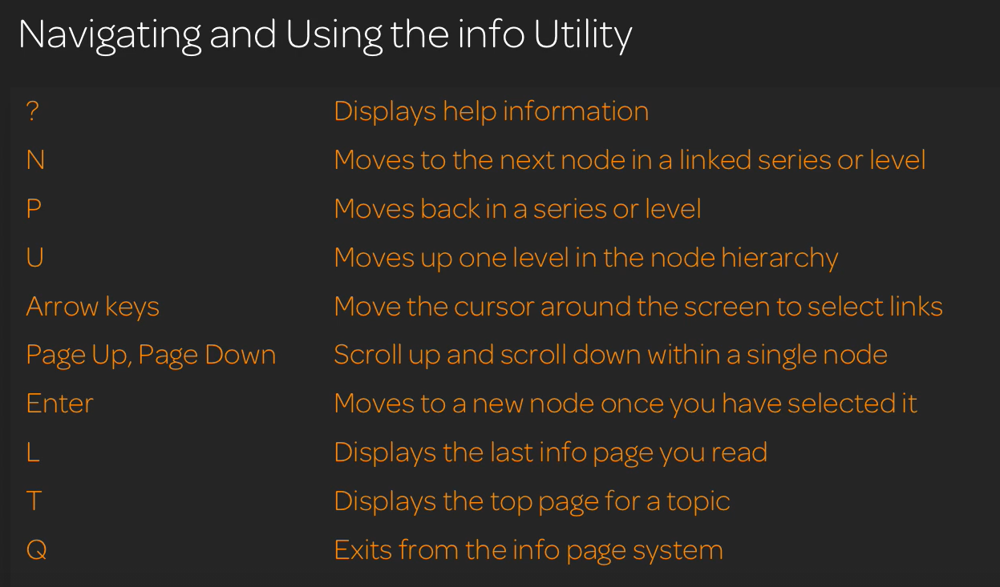 Navigating and Using the info Utility
? Displays help information
N Moves to the next node in a linked series or level
P Moves back in a series or level
U Moves up one level in the node hierarchy
Arrow keys Move the cursor around the screen to select links
Page Up, Page Down Scroll up and scroll down within a single node
Enter Moves to a new node once you have selected it
L Displays the last info page you read
T Displays the top page for a topic
Q Exits from the info page system